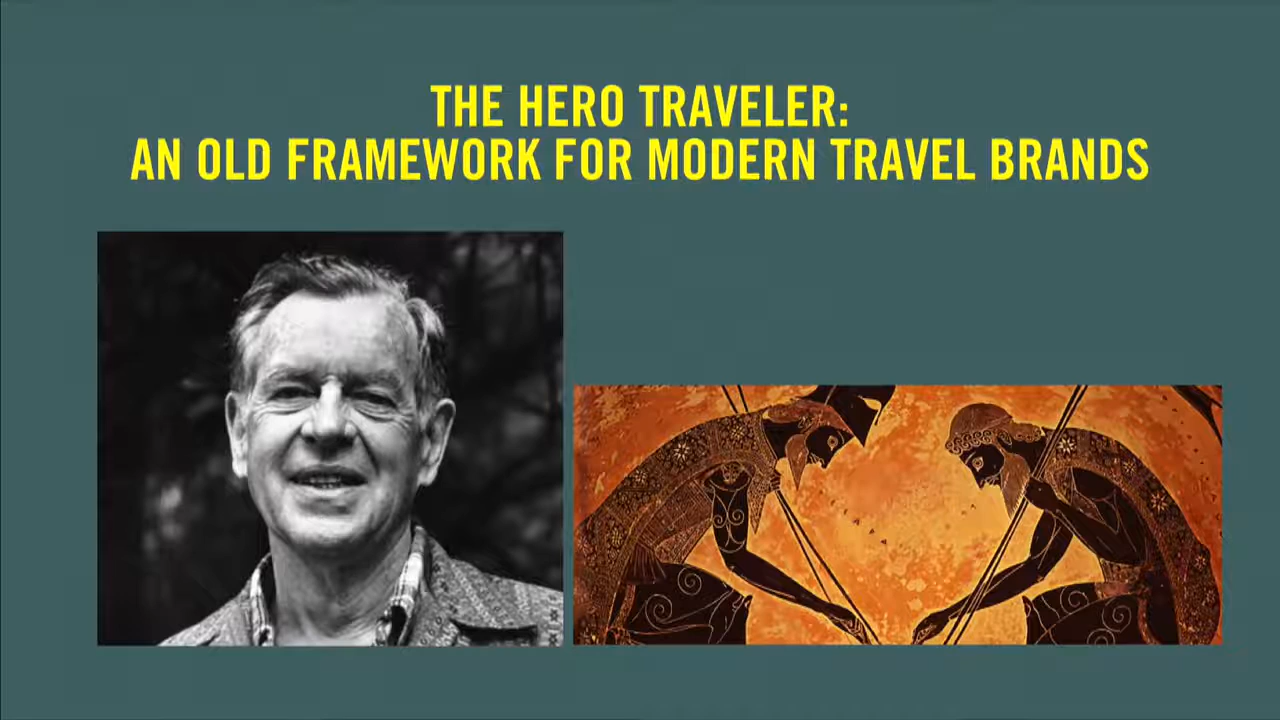 THE HERO TRAVELER:
AN OLD FRAMEWORK FOR MODERN TRAVEL BRANDS